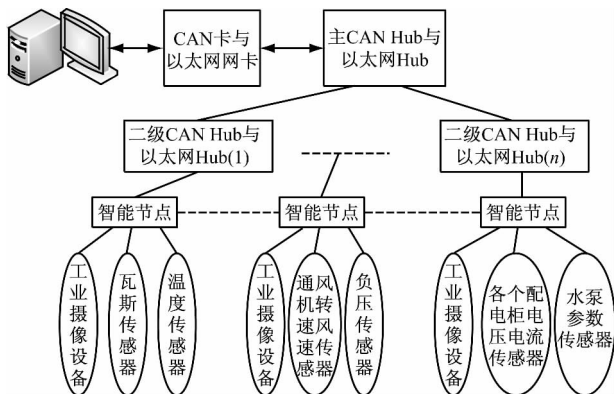 CAN卡与
以太网网卡
主CAN Hub与
以太网Hub
二级CAN Hub与
以太网Hub(1)
二级CAN Hub与
以太网Hub(n)
智能节点
智能节点
智能节点
工业摄像设备
瓦斯传感器
温度传感器
工业摄像设备
通风
机转
速风
速传
感器
负压传感器
工业摄像设备
各个配
电柜电
压电流
传感器
水泵
参数
传感器